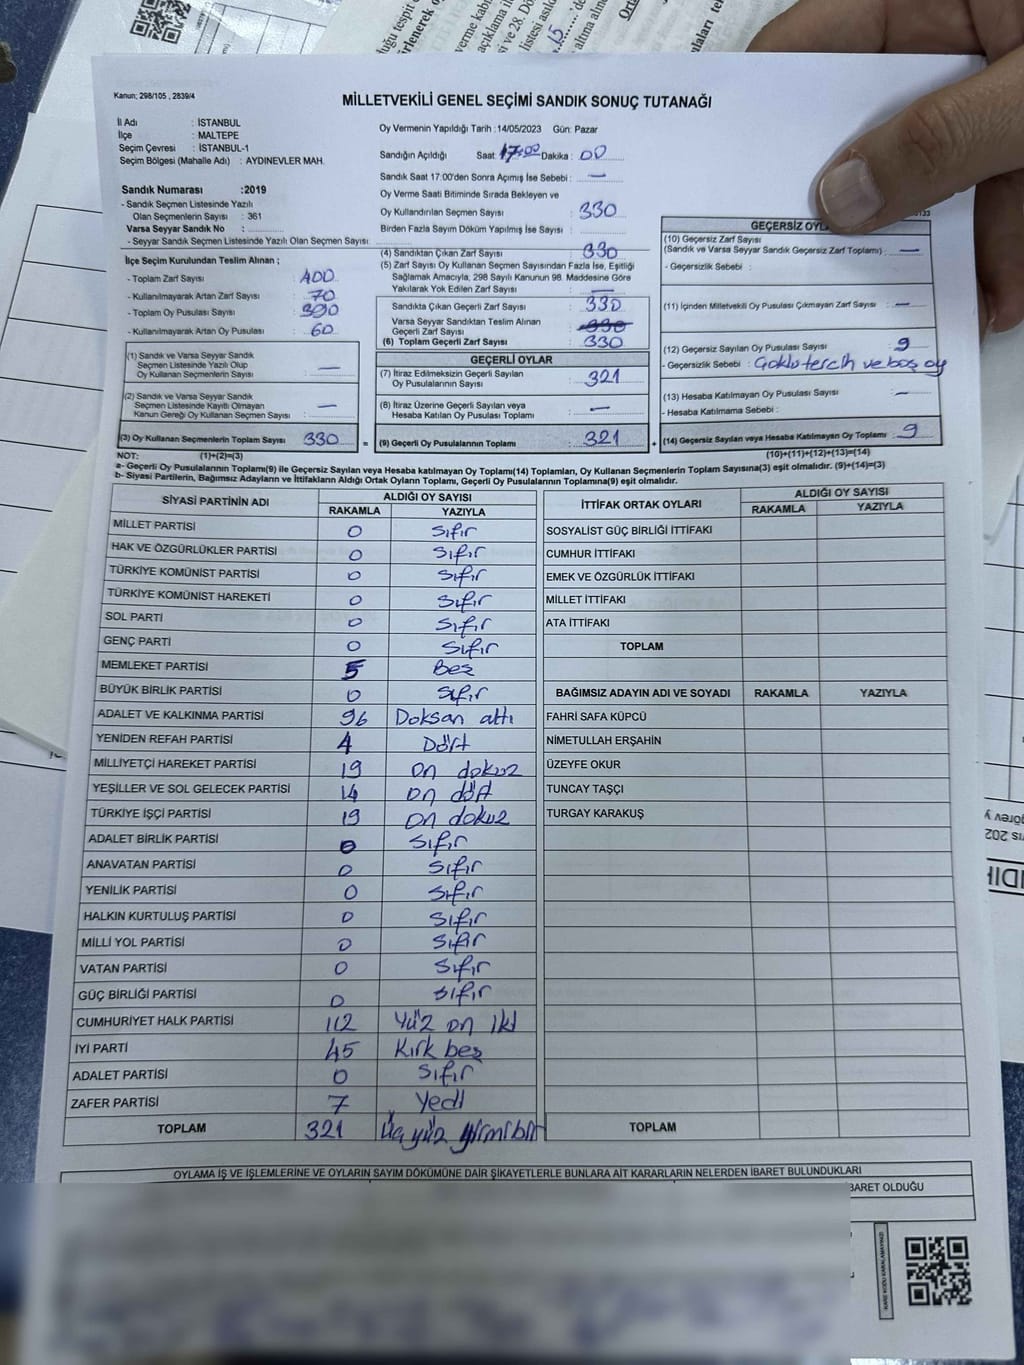 Kanun; 298/105 , 2839/4
MİLLETVEKİLİ GENEL SEÇİMİ SANDIK SONUÇ TUTANAĞI
İl Adı : İSTANBUL
İlçe : MALTEPE
Seçim Çevresi : İSTANBUL-1
Seçim Bölgesi (Mahalle Adı) : AYDINEVLER MAH.
Sandık Numarası :2019
- Sandık Seçmen Listesinde Yazılı
Olan Seçmenlerin Sayısı : 361
Varsa Seyyar Sandık No :
- Seyyar Sandık Seçmen Listesinde Yazılı Olan Seçmen Sayısı:
İlçe Seçim Kurulundan Teslim Alınan ;
- Toplam Zarf Sayısı : 400
- Kullanılmayarak Artan Zarf Sayısı : 70
- Toplam Oy Pusulası Sayısı : 390
- Kullanılmayarak Artan Oy Pusulası : 60
(1) Sandık ve Varsa Seyyar Sandık
Seçmen Listesinde Yazılı Olup
Oy Kullanan Seçmenlerin Sayısı : —
(2) Sandık ve Varsa Seyyar Sandık
Seçmen Listesinde Kayıtlı Olmayan
Kanun Gereği Oy Kullanan Seçmen Sayısı : —
(3) Oy Kullanan Seçmenlerin Toplam Sayısı : 330 =
Oy Vermenin Yapıldığı Tarih :14/05/2023 Gün: Pazar
Sandığın Açıldığı Saat: 17:00 Dakika : 00
Sandık Saat 17:00'den Sonra Açımış İse Sebebi : —
Oy Verme Saati Bitiminde Sırada Bekleyen ve
Oy Kullandırılan Seçmen Sayısı : 330
Birden Fazla Sayım Döküm Yapılmış İse Sayısı :
(4) Sandıktan Çıkan Zarf Sayısı : 330
(5) Zarf Sayısı Oy Kullanan Seçmen Sayısından Fazla İse, Eşitliği
Sağlamak Amacıyla, 298 Sayılı Kanunun 98. Maddesine Göre
Yakılarak Yok Edilen Zarf Sayısı : —
Sandıkta Çıkan Geçerli Zarf Sayısı : 330
Varsa Seyyar Sandıktan Teslim Alınan
Geçerli Zarf Sayısı : 330
(6) Toplam Geçerli Zarf Sayısı : 330
GEÇERLİ OYLAR
(7) İtiraz Edilmeksizin Geçerli Sayılan
Oy Pusulalarının Sayısı : 321
(8) İtiraz Üzerine Geçerli Sayılan veya
Hesaba Katılan Oy Pusulası Toplamı : —
(9) Geçerli Oy Pusulalarının Toplamı : 321 +
GEÇERSİZ OYL
(10) Geçersiz Zarf Sayısı
(Sandık ve Varsa Seyyar Sandık Geçersiz Zarf Toplamı) : —
- Geçersizlik Sebebi :
(11) İçinden Milletvekili Oy Pusulası Çıkmayan Zarf Sayısı : —
(12) Geçersiz Sayılan Oy Pusulası Sayısı : 9
- Geçersizlik Sebebi : Çoklu tercih ve boş oy
(13) Hesaba Katılmayan Oy Pusulası Sayısı : —
- Hesaba Katılmama Sebebi :
(14) Geçersiz Sayılan veya Hesaba Katılmayan Oy Toplamı : 9
NOT: (1)+(2)=(3)
(10)+(11)+(12)+(13)=(14)
a- Geçerli Oy Pusulalarının Toplamı(9) ile Geçersiz Sayılan veya Hesaba katılmayan Oy Toplamı(14) Toplamları, Oy Kullanan Seçmenlerin Toplam Sayısına(3) eşit olmalıdır. (9)+(14)=(3)
b- Siyasi Partilerin, Bağımsız Adayların ve İttifakların Aldığı Ortak Oyların Toplamı, Geçerli Oy Pusulalarının Toplamına(9) eşit olmalıdır.
SİYASİ PARTİNİN ADI ALDIĞI OY SAYISI
RAKAMLA YAZIYLA
MİLLET PARTİSİ 0 Sıfır
HAK VE ÖZGÜRLÜKLER PARTİSİ 0 Sıfır
TÜRKİYE KOMÜNİST PARTİSİ 0 Sıfır
TÜRKİYE KOMÜNİST HAREKETİ 0 Sıfır
SOL PARTİ 0 Sıfır
GENÇ PARTİ 0 Sıfır
MEMLEKET PARTİSİ 5 Beş
BÜYÜK BİRLİK PARTİSİ 0 Sıfır
ADALET VE KALKINMA PARTİSİ 96 Doksan altı
YENİDEN REFAH PARTİSİ 4 Dört
MİLLİYETÇİ HAREKET PARTİSİ 19 On dokuz
YEŞİLLER VE SOL GELECEK PARTİSİ 14 On dört
TÜRKİYE İŞÇİ PARTİSİ 19 On dokuz
ADALET BİRLİK PARTİSİ 0 Sıfır
ANAVATAN PARTİSİ 0 Sıfır
YENİLİK PARTİSİ 0 Sıfır
HALKIN KURTULUŞ PARTİSİ 0 Sıfır
MİLLİ YOL PARTİSİ 0 Sıfır
VATAN PARTİSİ 0 Sıfır
GÜÇ BİRLİĞİ PARTİSİ 0 Sıfır
CUMHURİYET HALK PARTİSİ 112 Yüz on iki
İYİ PARTİ 45 Kırk beş
ADALET PARTİSİ 0 Sıfır
ZAFER PARTİSİ 7 Yedi
TOPLAM 321 Üç yüz yirmi bir
İTTİFAK ORTAK OYLARI ALDIĞI OY SAYISI
RAKAMLA YAZIYLA
SOSYALİST GÜÇ BİRLİĞİ İTTİFAKI
CUMHUR İTTİFAKI
EMEK VE ÖZGÜRLÜK İTTİFAKI
MİLLET İTTİFAKI
ATA İTTİFAKI
TOPLAM
BAĞIMSIZ ADAYIN ADI VE SOYADI RAKAMLA YAZIYLA
FAHRİ SAFA KÜPCÜ
NİMETULLAH ERŞAHİN
ÜZEYFE OKUR
TUNCAY TAŞÇI
TURGAY KARAKUŞ
TOPLAM
OYLAMA İŞ VE İŞLEMLERİNE VE OYLARIN SAYIM DÖKÜMÜNE DAİR ŞİKAYETLERLE BUNLARA AİT KARARLARIN NELERDEN İBARET BULUNDUKLARI
BARET OLDUĞU